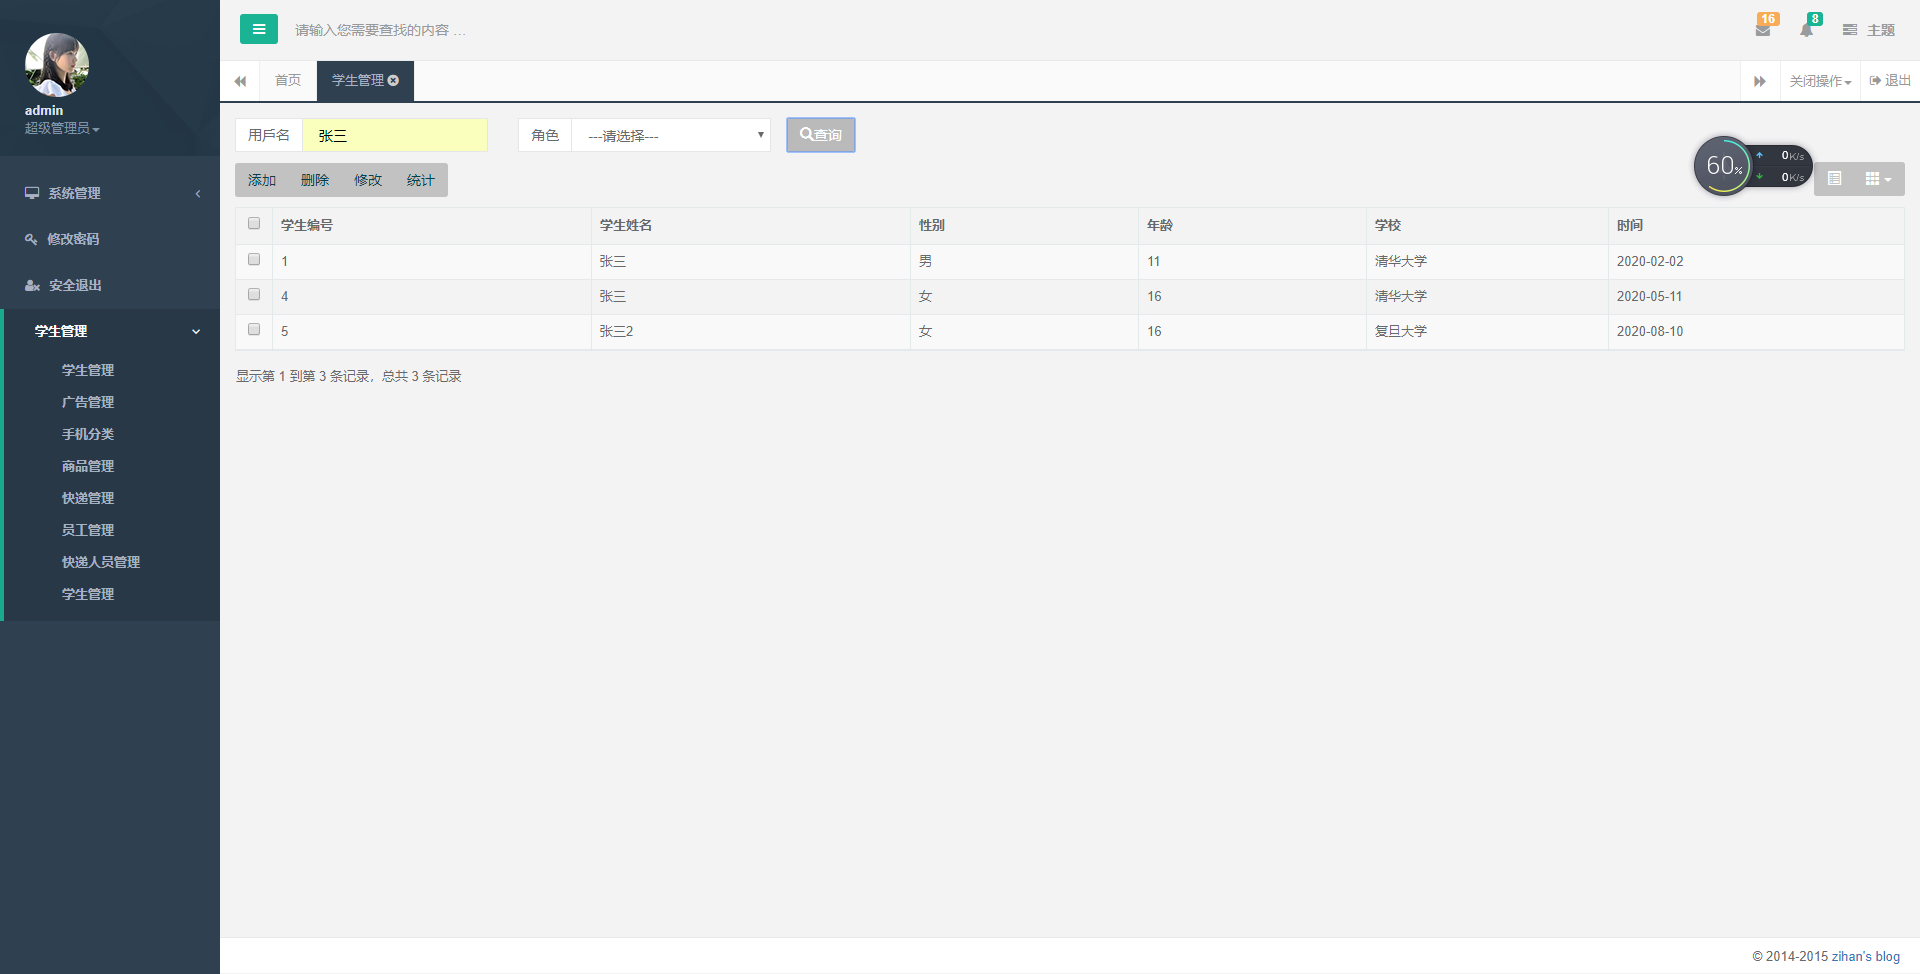 admin
超级管理员
系统管理
修改密码
安全退出
学生管理
学生管理
广告管理
手机分类
商品管理
快递管理
员工管理
快递人员管理
学生管理
请输入您需要查找的内容 …
16
8
主题
首页
学生管理
关闭操作
退出
用戶名 张三 角色 ---请选择--- 查询
添加 删除 修改 统计
60%
0K/s
0K/s
学生编号 学生姓名 性别 年龄 学校 时间
1 张三 男 11 清华大学 2020-02-02
4 张三 女 16 清华大学 2020-05-11
5 张三2 女 16 复旦大学 2020-08-10
显示第 1 到第 3 条记录，总共 3 条记录
© 2014-2015 zihan's blog